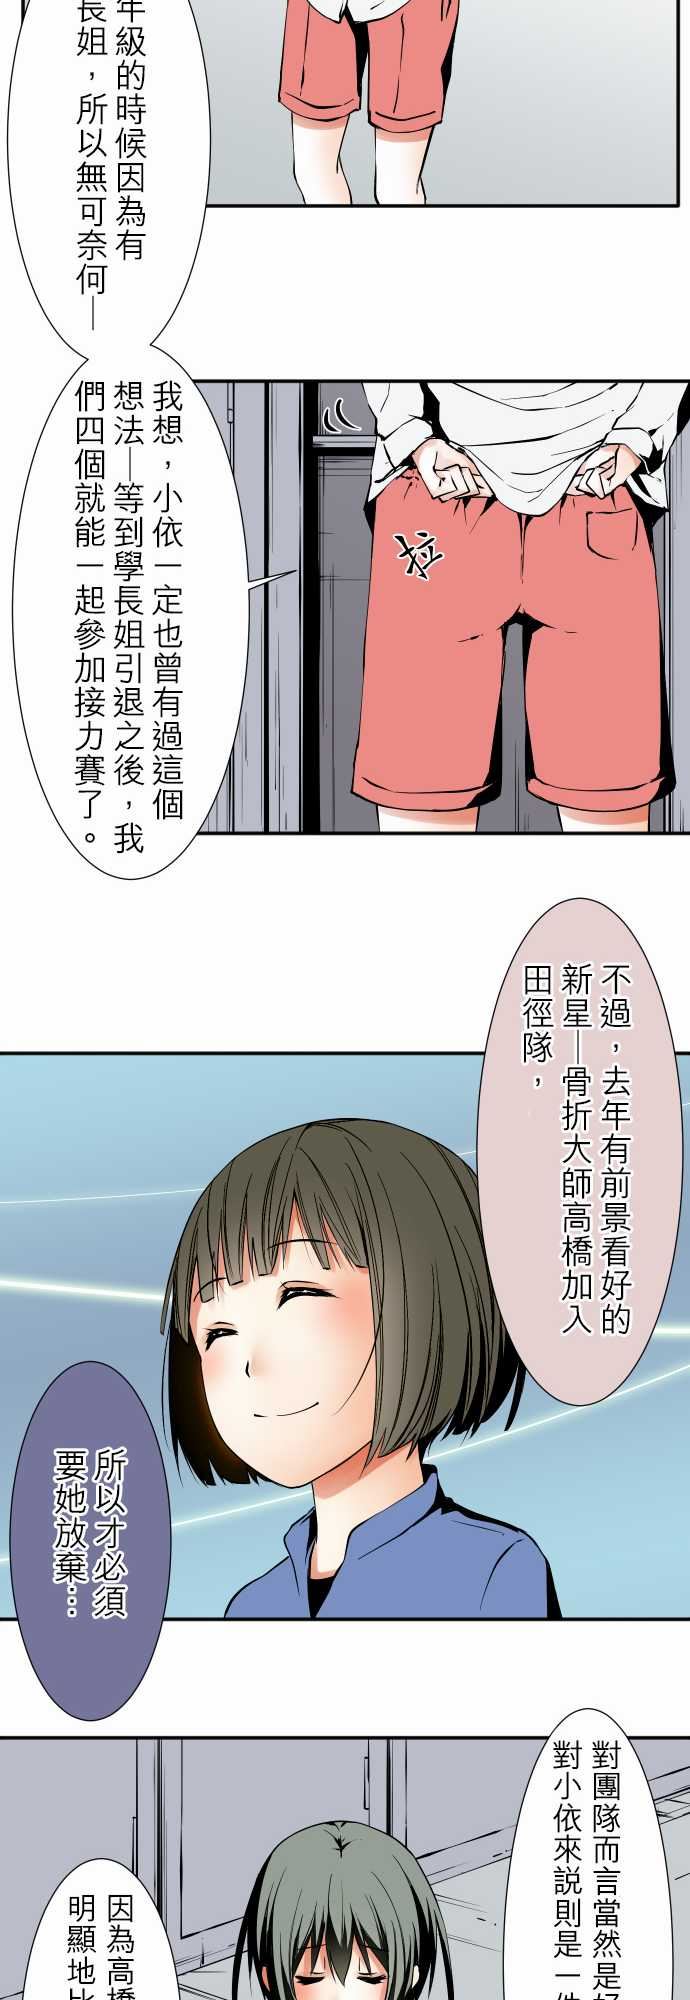 年級的時候因為有
長姐，所以無可奈何—
我想，小依一定也曾有過這個
想法—等到學長姐引退之後，我
們四個就能一起參加接力賽了。
拉
不過，去年有前景看好的
新星—骨折大師高橋加入
田徑隊，
所以才必須
要她放棄…
對團隊而言當然是好
對小依來説則是一件
因為高橋
明顯地比